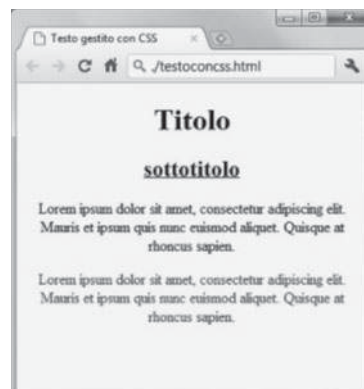 Testo gestito con CSS
./testoconcss.html
Titolo
sottotitolo
Lorem ipsum dolor sit amet, consectetur adipiscing elit.
Mauris et ipsum quis nunc euismod aliquet. Quisque at
rhoncus sapien.
Lorem ipsum dolor sit amet, consectetur adipiscing elit.
Mauris et ipsum quis nunc euismod aliquet. Quisque at
rhoncus sapien.